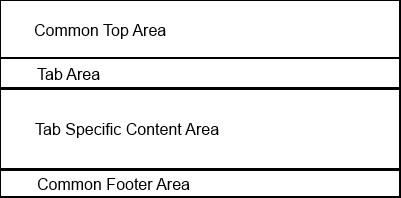 Common Top Area
Tab Area
Tab Specific Content Area
Common Footer Area